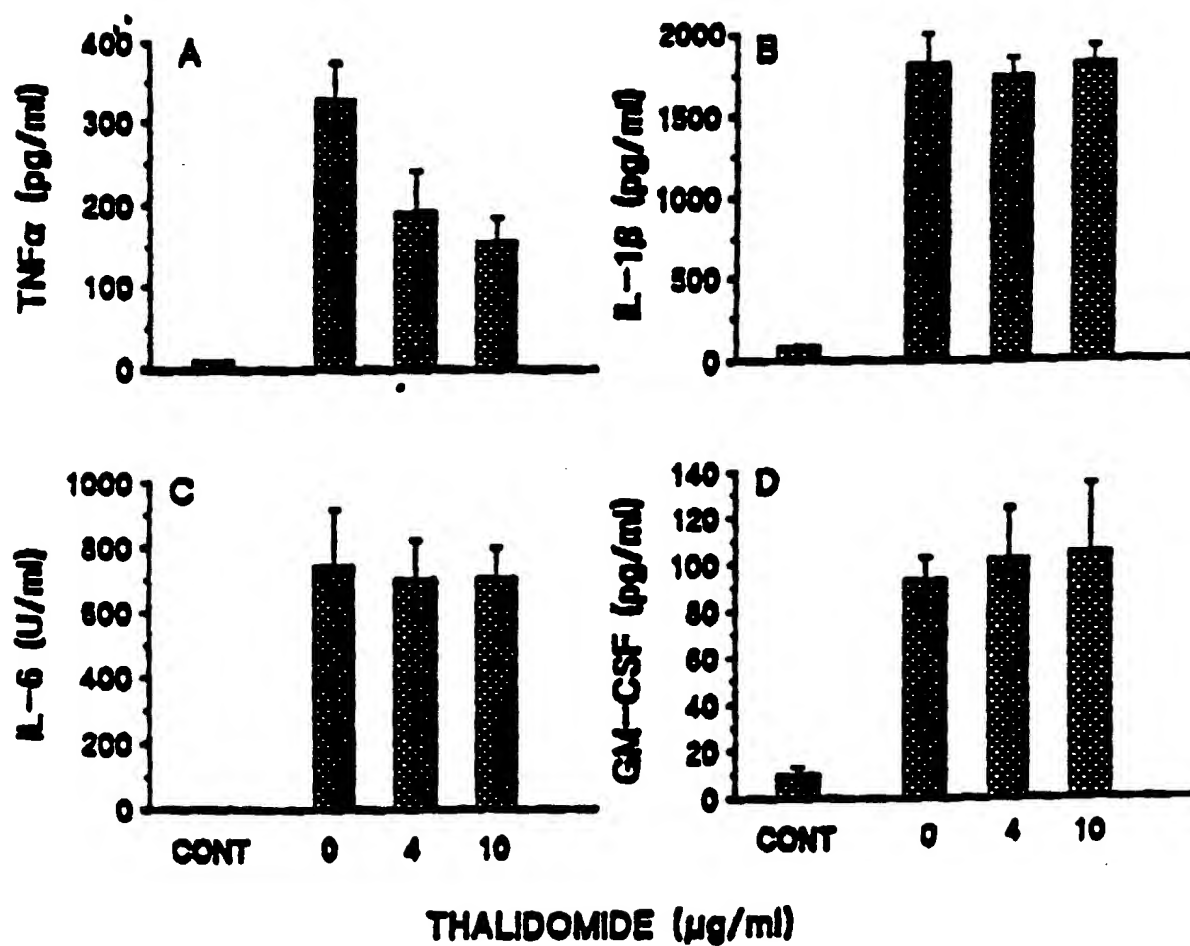 A
TNFα (pg/ml)
400
300
200
100
0
B
IL-1β (pg/ml)
2000
1500
1000
500
0
C
IL-6 (U/ml)
1000
800
600
400
200
0
CONT 0 4 10
D
GM-CSF (pg/ml)
140
120
100
80
60
40
20
0
CONT 0 4 10
THALIDOMIDE (μg/ml)